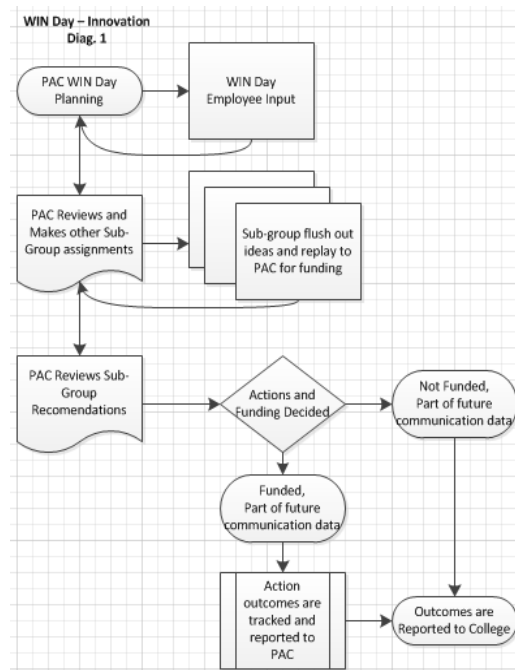 WIN Day – Innovation
Diag. 1
PAC WIN Day
Planning
WIN Day
Employee Input
PAC Reviews and
Makes other Sub-
Group assignments
Sub-group flush out
ideas and replay to
PAC for funding
PAC Reviews Sub-
Group
Recomendations
Actions and
Funding Decided
Not Funded,
Part of future
communication data
Funded,
Part of future
communication data
Action
outcomes are
tracked and
reported to
PAC
Outcomes are
Reported to College